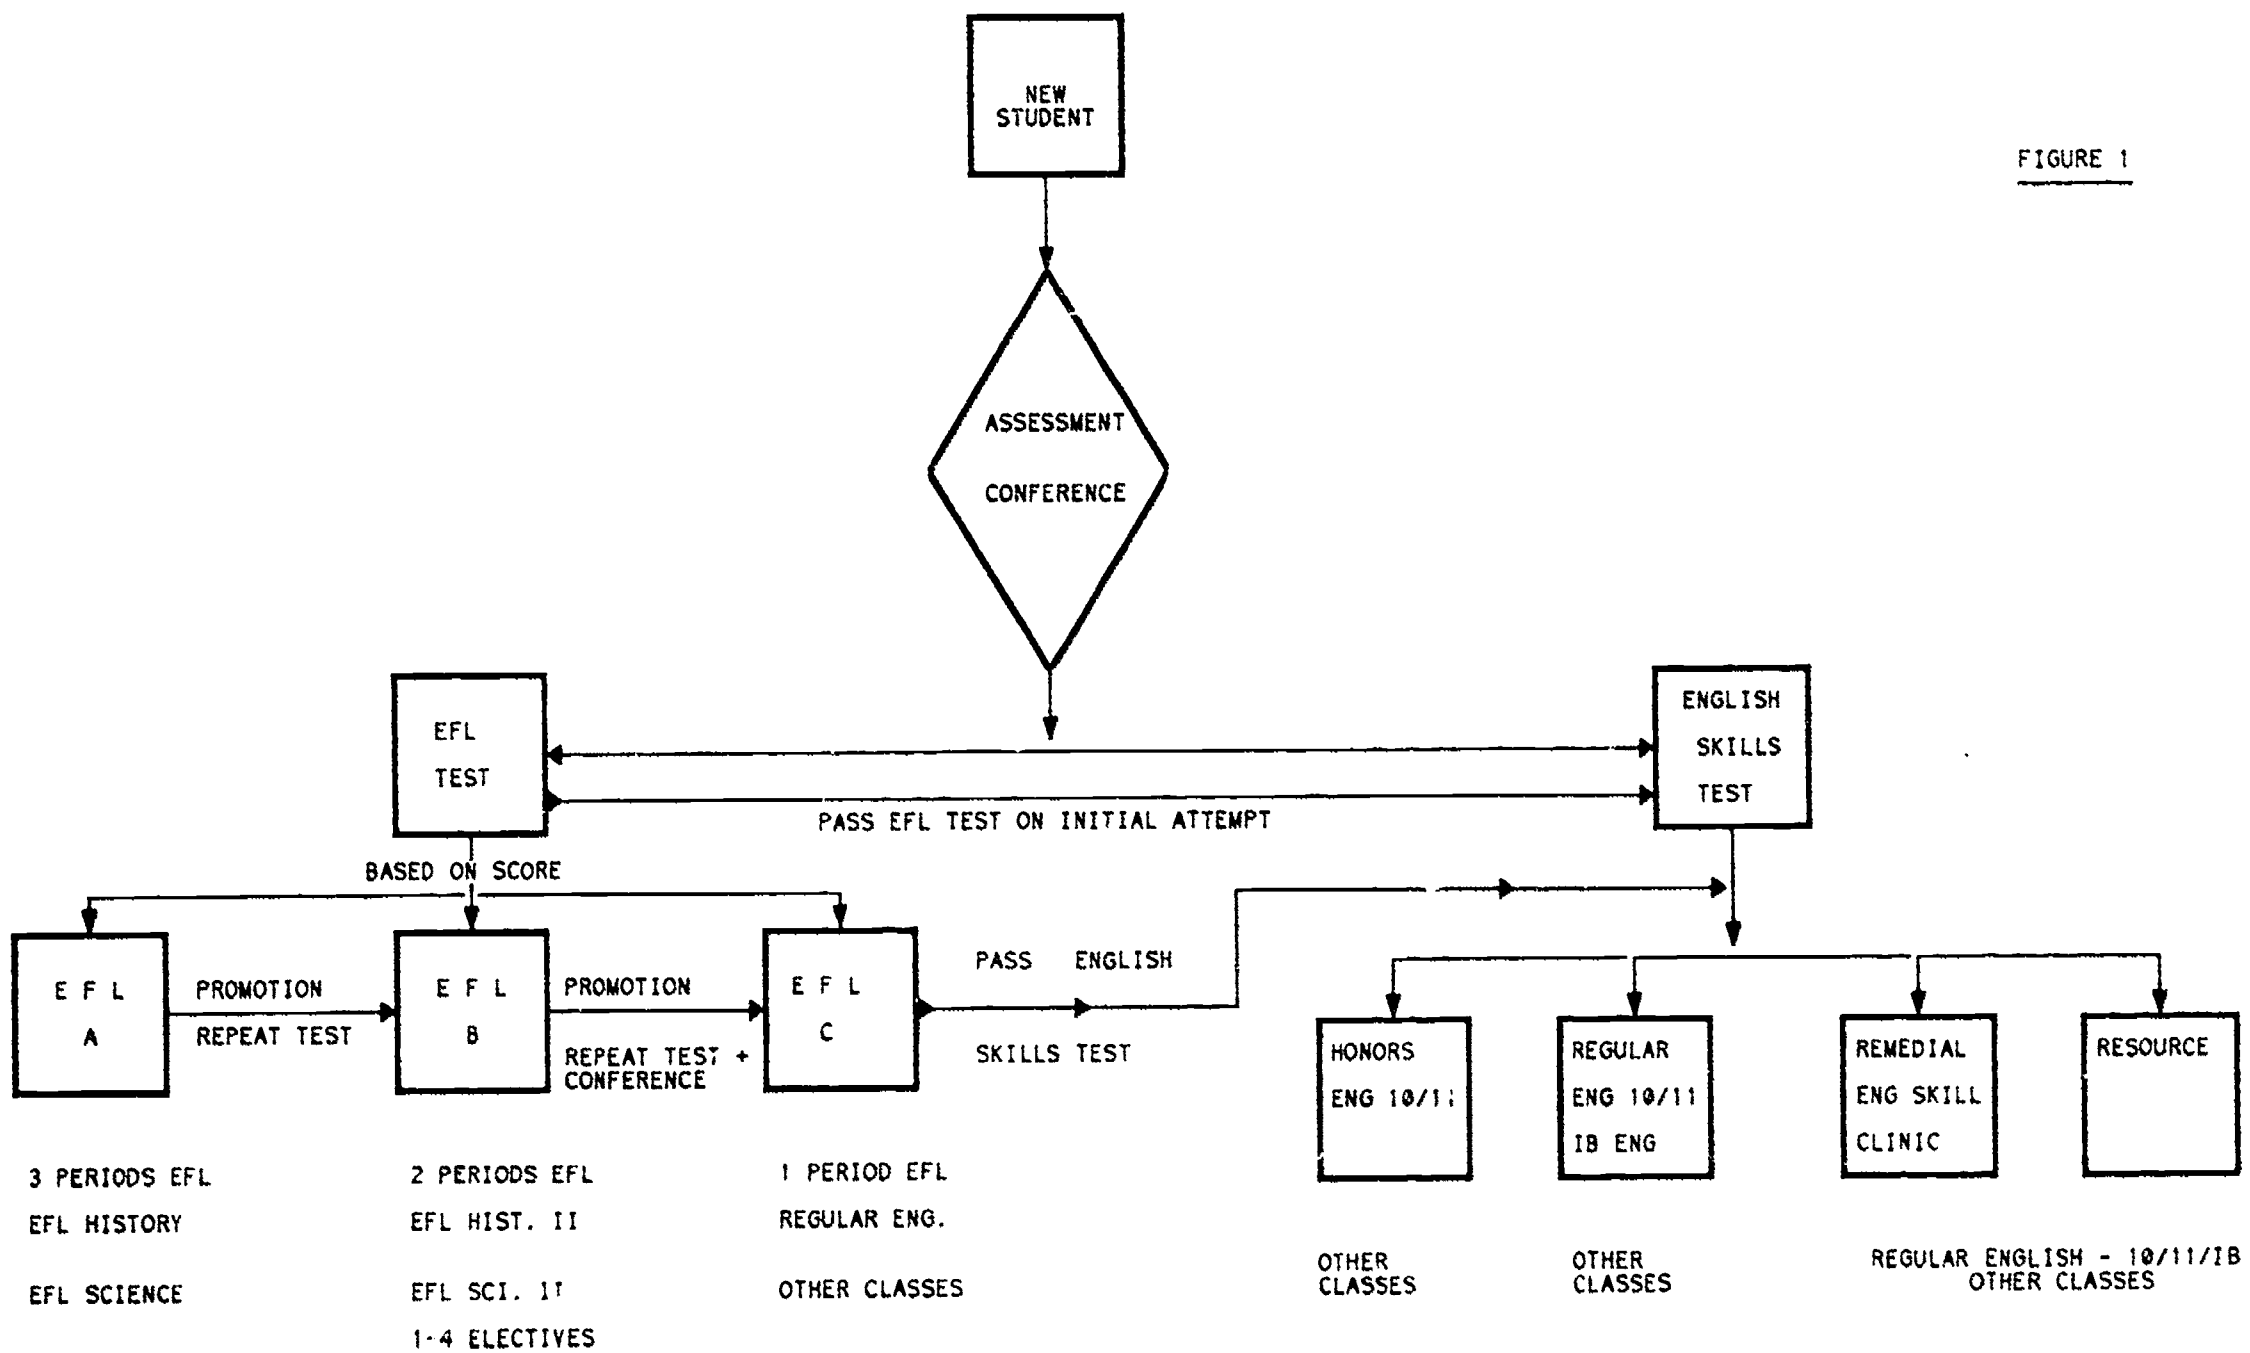 NEW
STUDENT
FIGURE 1
ASSESSMENT
CONFERENCE
EFL
TEST
ENGLISH
SKILLS
TEST
PASS EFL TEST ON INITIAL ATTEMPT
BASED ON SCORE
E F L
A
PROMOTION
REPEAT TEST
E F L
B
PROMOTION
REPEAT TEST +
CONFERENCE
E F L
C
PASS ENGLISH
SKILLS TEST
HONORS
ENG 10/11
REGULAR
ENG 10/11
IB ENG
REMEDIAL
ENG SKILL
CLINIC
RESOURCE
3 PERIODS EFL
EFL HISTORY
EFL SCIENCE
2 PERIODS EFL
EFL HIST. II
EFL SCI. II
1-4 ELECTIVES
1 PERIOD EFL
REGULAR ENG.
OTHER CLASSES
OTHER
CLASSES
OTHER
CLASSES
REGULAR ENGLISH - 10/11/IB
OTHER CLASSES